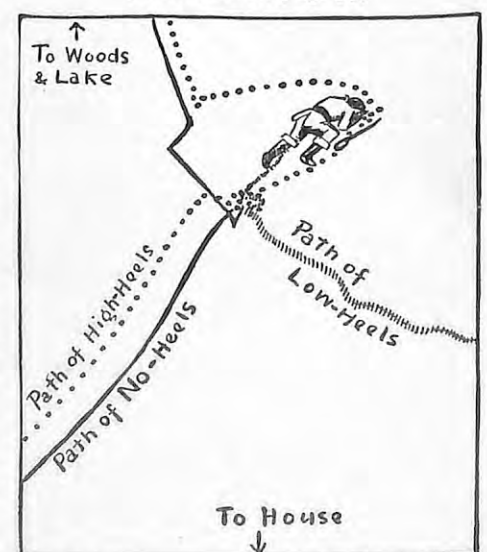 To Woods
& Lake
Path of High-Heels
Path of No-Heels
Path of
Low-Heels
To House